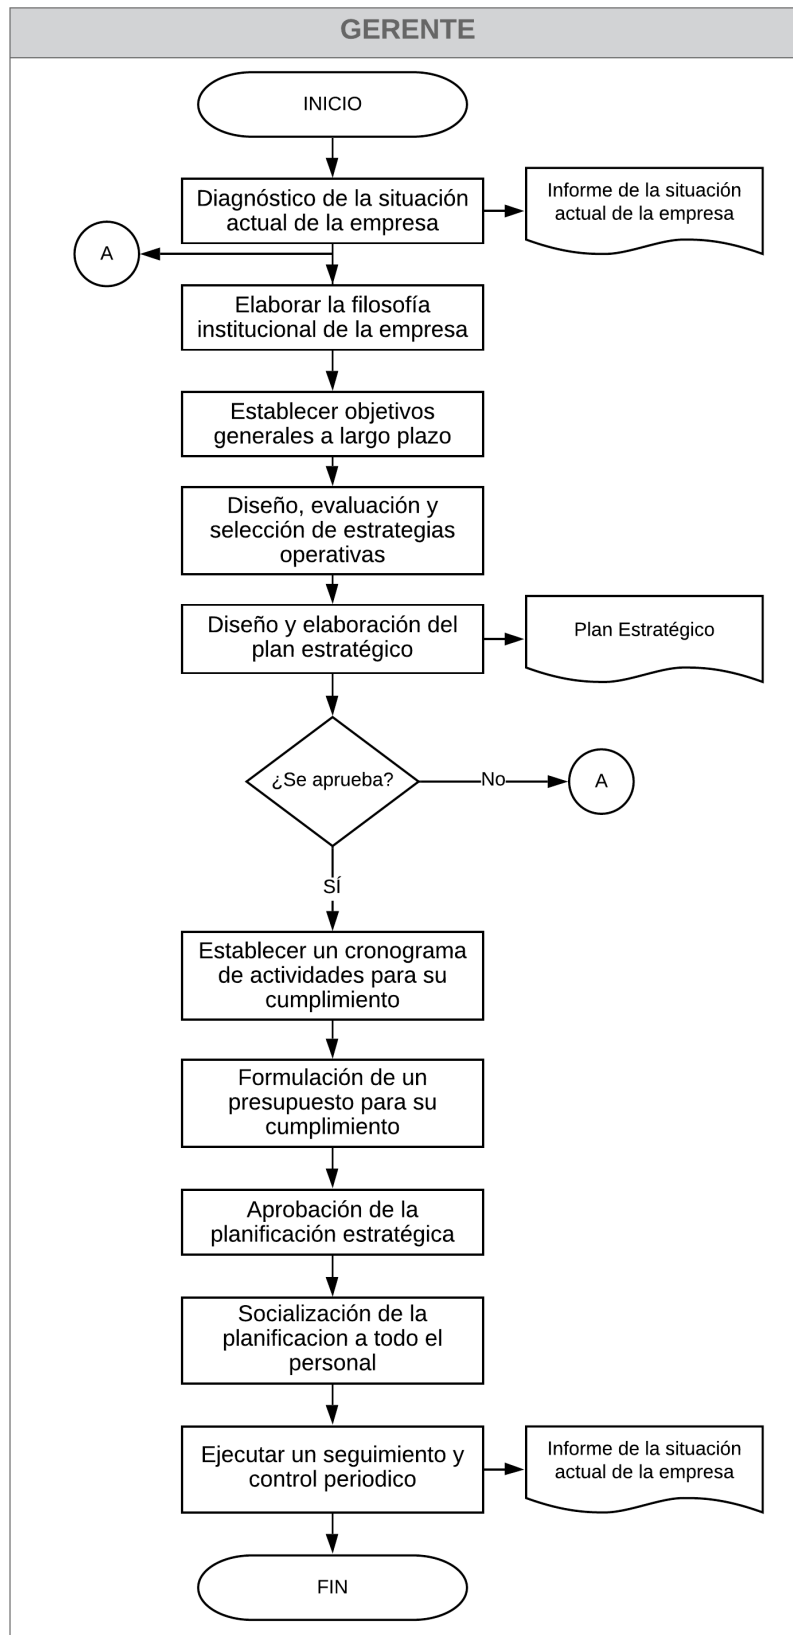 GERENTE
INICIO
Diagnóstico de la situación
actual de la empresa
Informe de la situación
actual de la empresa
A
Elaborar la filosofía
institucional de la empresa
Establecer objetivos
generales a largo plazo
Diseño, evaluación y
selección de estrategias
operativas
Diseño y elaboración del
plan estratégico
Plan Estratégico
¿Se aprueba?
No
A
SÍ
Establecer un cronograma
de actividades para su
cumplimiento
Formulación de un
presupuesto para su
cumplimiento
Aprobación de la
planificación estratégica
Socialización de la
planificacion a todo el
personal
Ejecutar un seguimiento y
control periodico
Informe de la situación
actual de la empresa
FIN